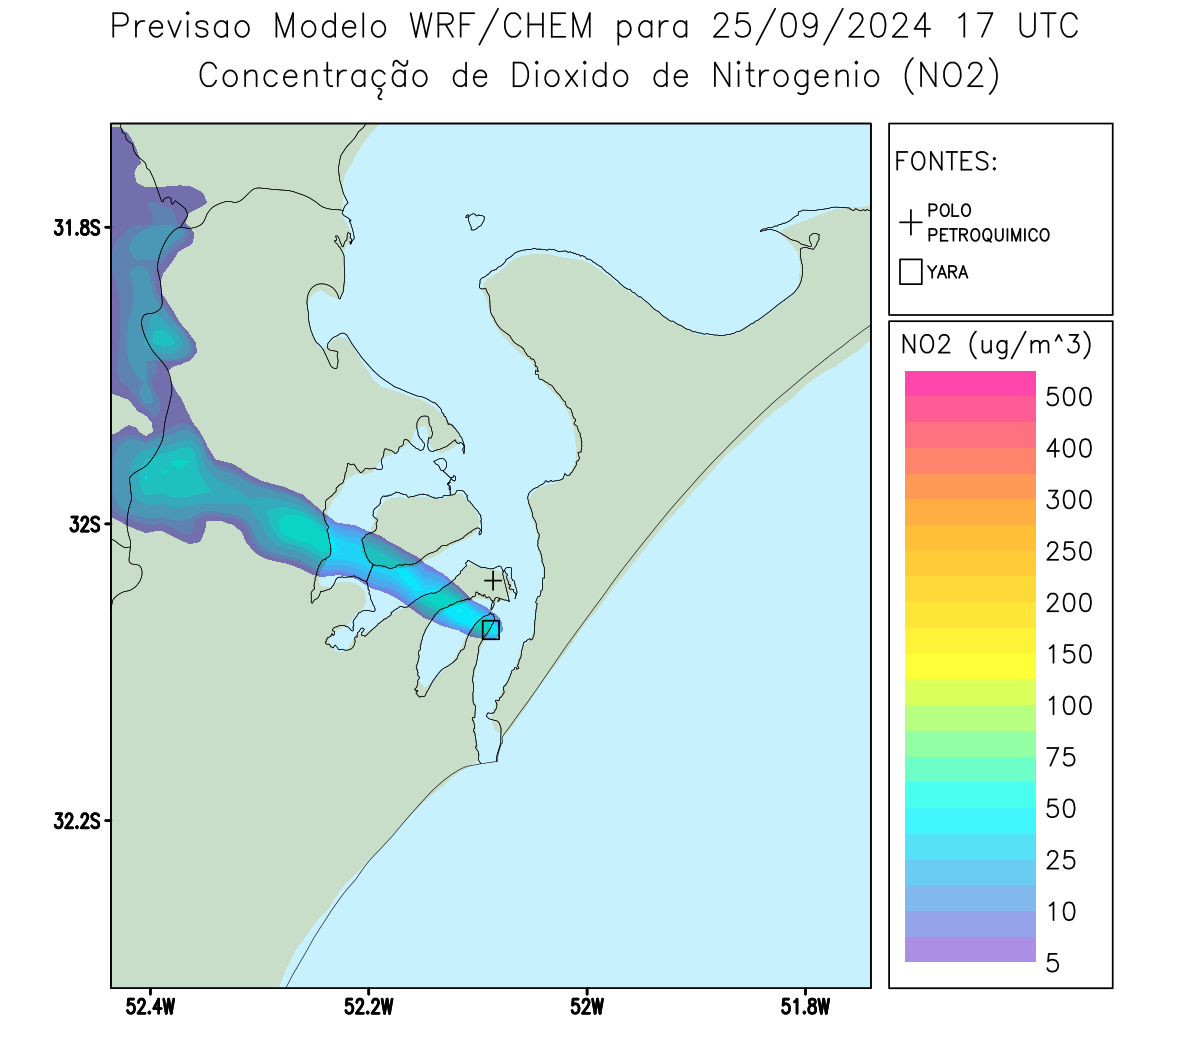 Previsao Modelo WRF/CHEM para 25/09/2024 17 UTC
Concentração de Dioxido de Nitrogenio (NO2)
FONTES:
POLO
PETROQUIMICO
YARA
NO2 (ug/m^3)
500
400
300
250
200
150
100
75
50
25
10
5
31.8S
32S
32.2S
52.4W
52.2W
52W
51.8W